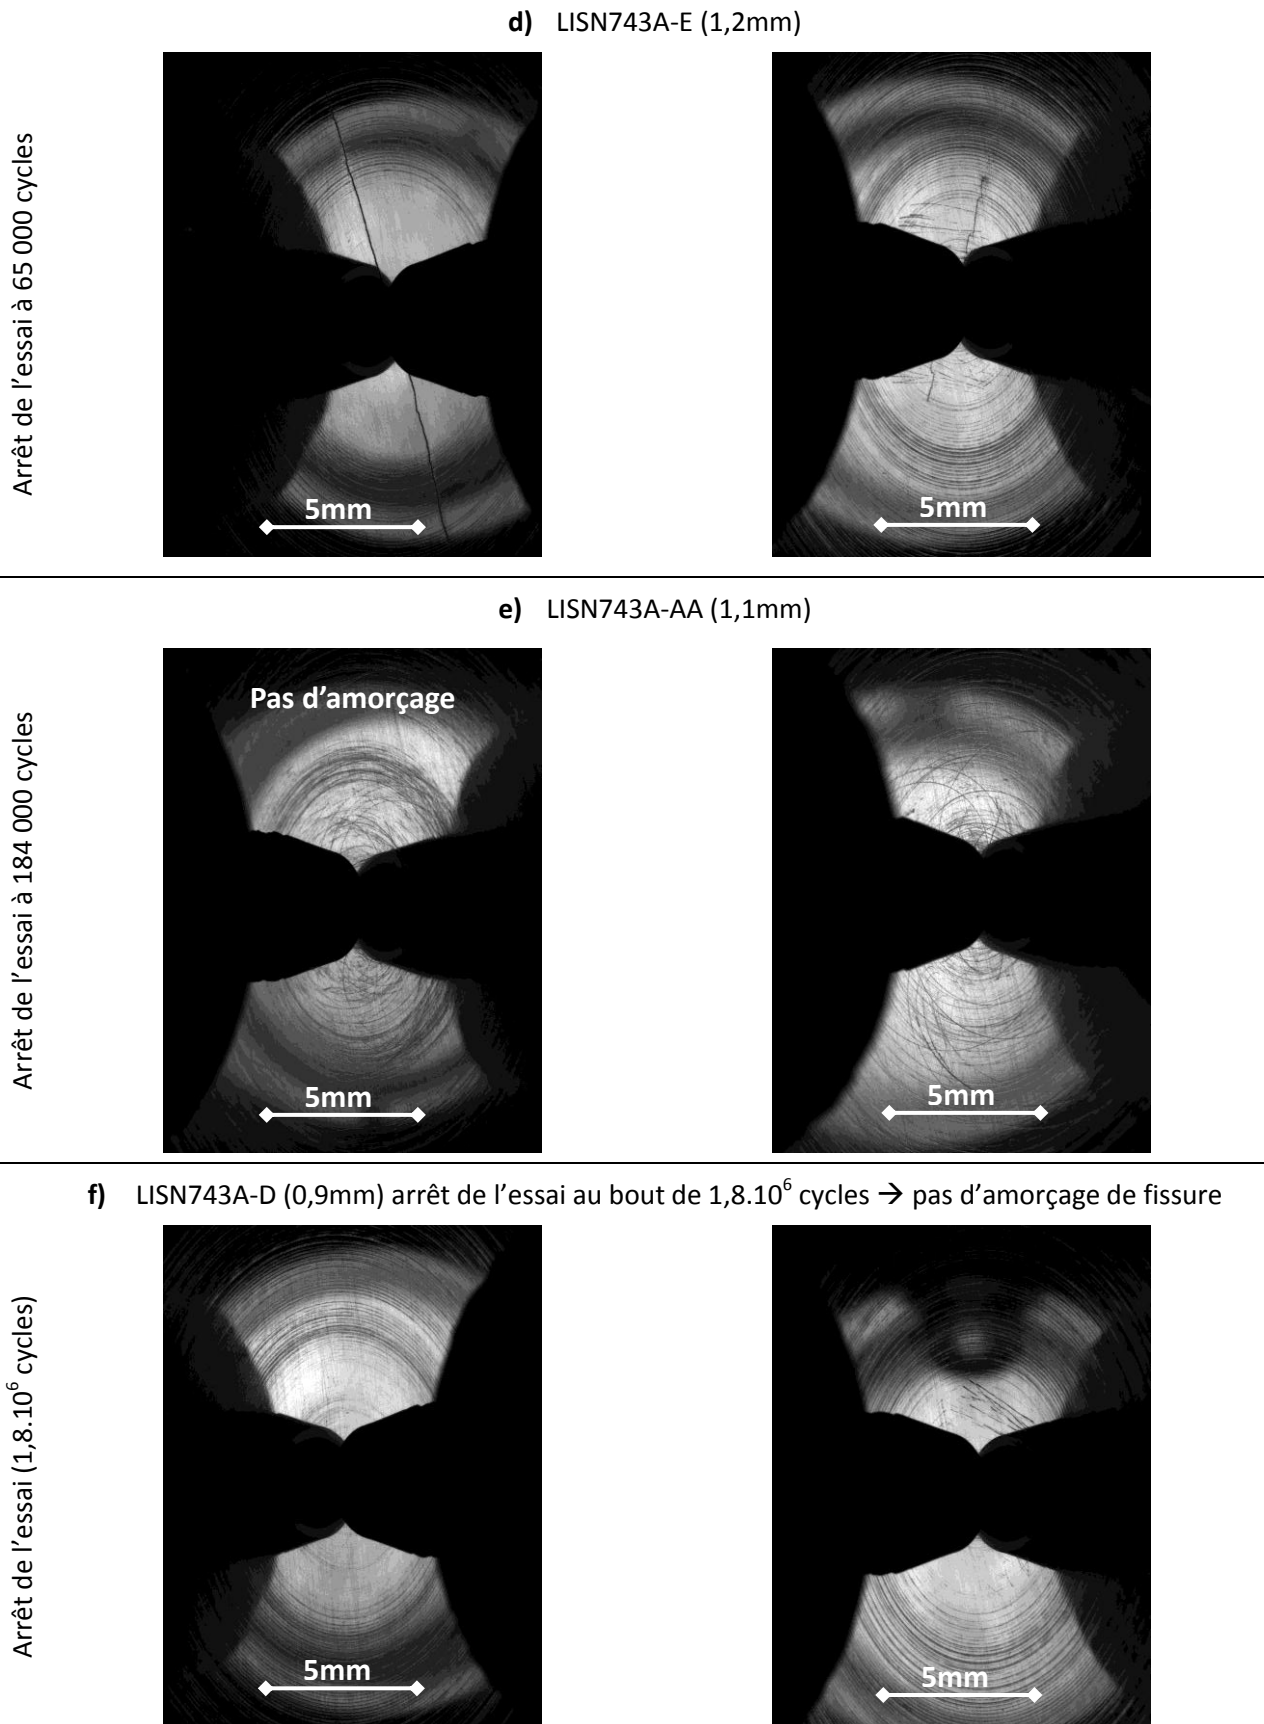 d) LISN743A-E (1,2mm)
Arrêt de l’essai à 65 000 cycles
5mm
5mm
e) LISN743A-AA (1,1mm)
Arrêt de l’essai à 184 000 cycles
Pas d’amorçage
5mm
5mm
f) LISN743A-D (0,9mm) arrêt de l’essai au bout de 1,8.10⁶ cycles → pas d’amorçage de fissure
Arrêt de l’essai (1,8.10⁶ cycles)
5mm
5mm